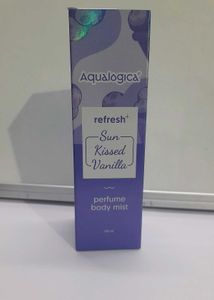 Aqualogica®
refresh+
Sun
Kissed
Vanilla
perfume
body mist